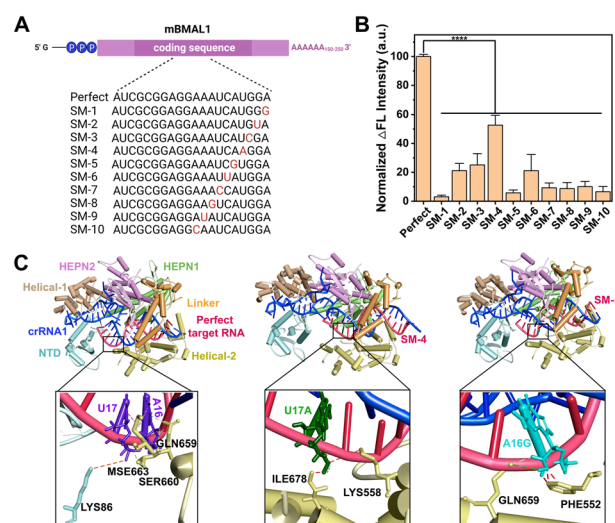 A
mBMAL1
5' G
P P P
coding sequence
AAAAAA150-250 3'
Perfect AUCGCGGAGGAAAUCAUGGA
SM-1 AUCGCGGAGGAAAUCAUGGG
SM-2 AUCGCGGAGGAAAUCAUGUA
SM-3 AUCGCGGAGGAAAUCAUCGA
SM-4 AUCGCGGAGGAAAUCAAGGA
SM-5 AUCGCGGAGGAAAUCGUGGA
SM-6 AUCGCGGAGGAAAUUAUGGA
SM-7 AUCGCGGAGGAAACCAUGGA
SM-8 AUCGCGGAGGAAGUCAUGGA
SM-9 AUCGCGGAGGAUAUCAUGGA
SM-10 AUCGCGGAGGCAAUCAUGGA
B
****
Normalized △FL Intensity (a.u.)
100
80
60
40
20
0
Perfect
SM-1
SM-2
SM-3
SM-4
SM-5
SM-6
SM-7
SM-8
SM-9
SM-10
C
HEPN2
HEPN1
Helical-1
Linker
crRNA1
Perfect
target RNA
NTD
Helical-2
SM-4
SM-
U17
A16
GLN659
MSE663
SER660
LYS86
U17A
ILE678
LYS558
A16G
GLN659
PHE552